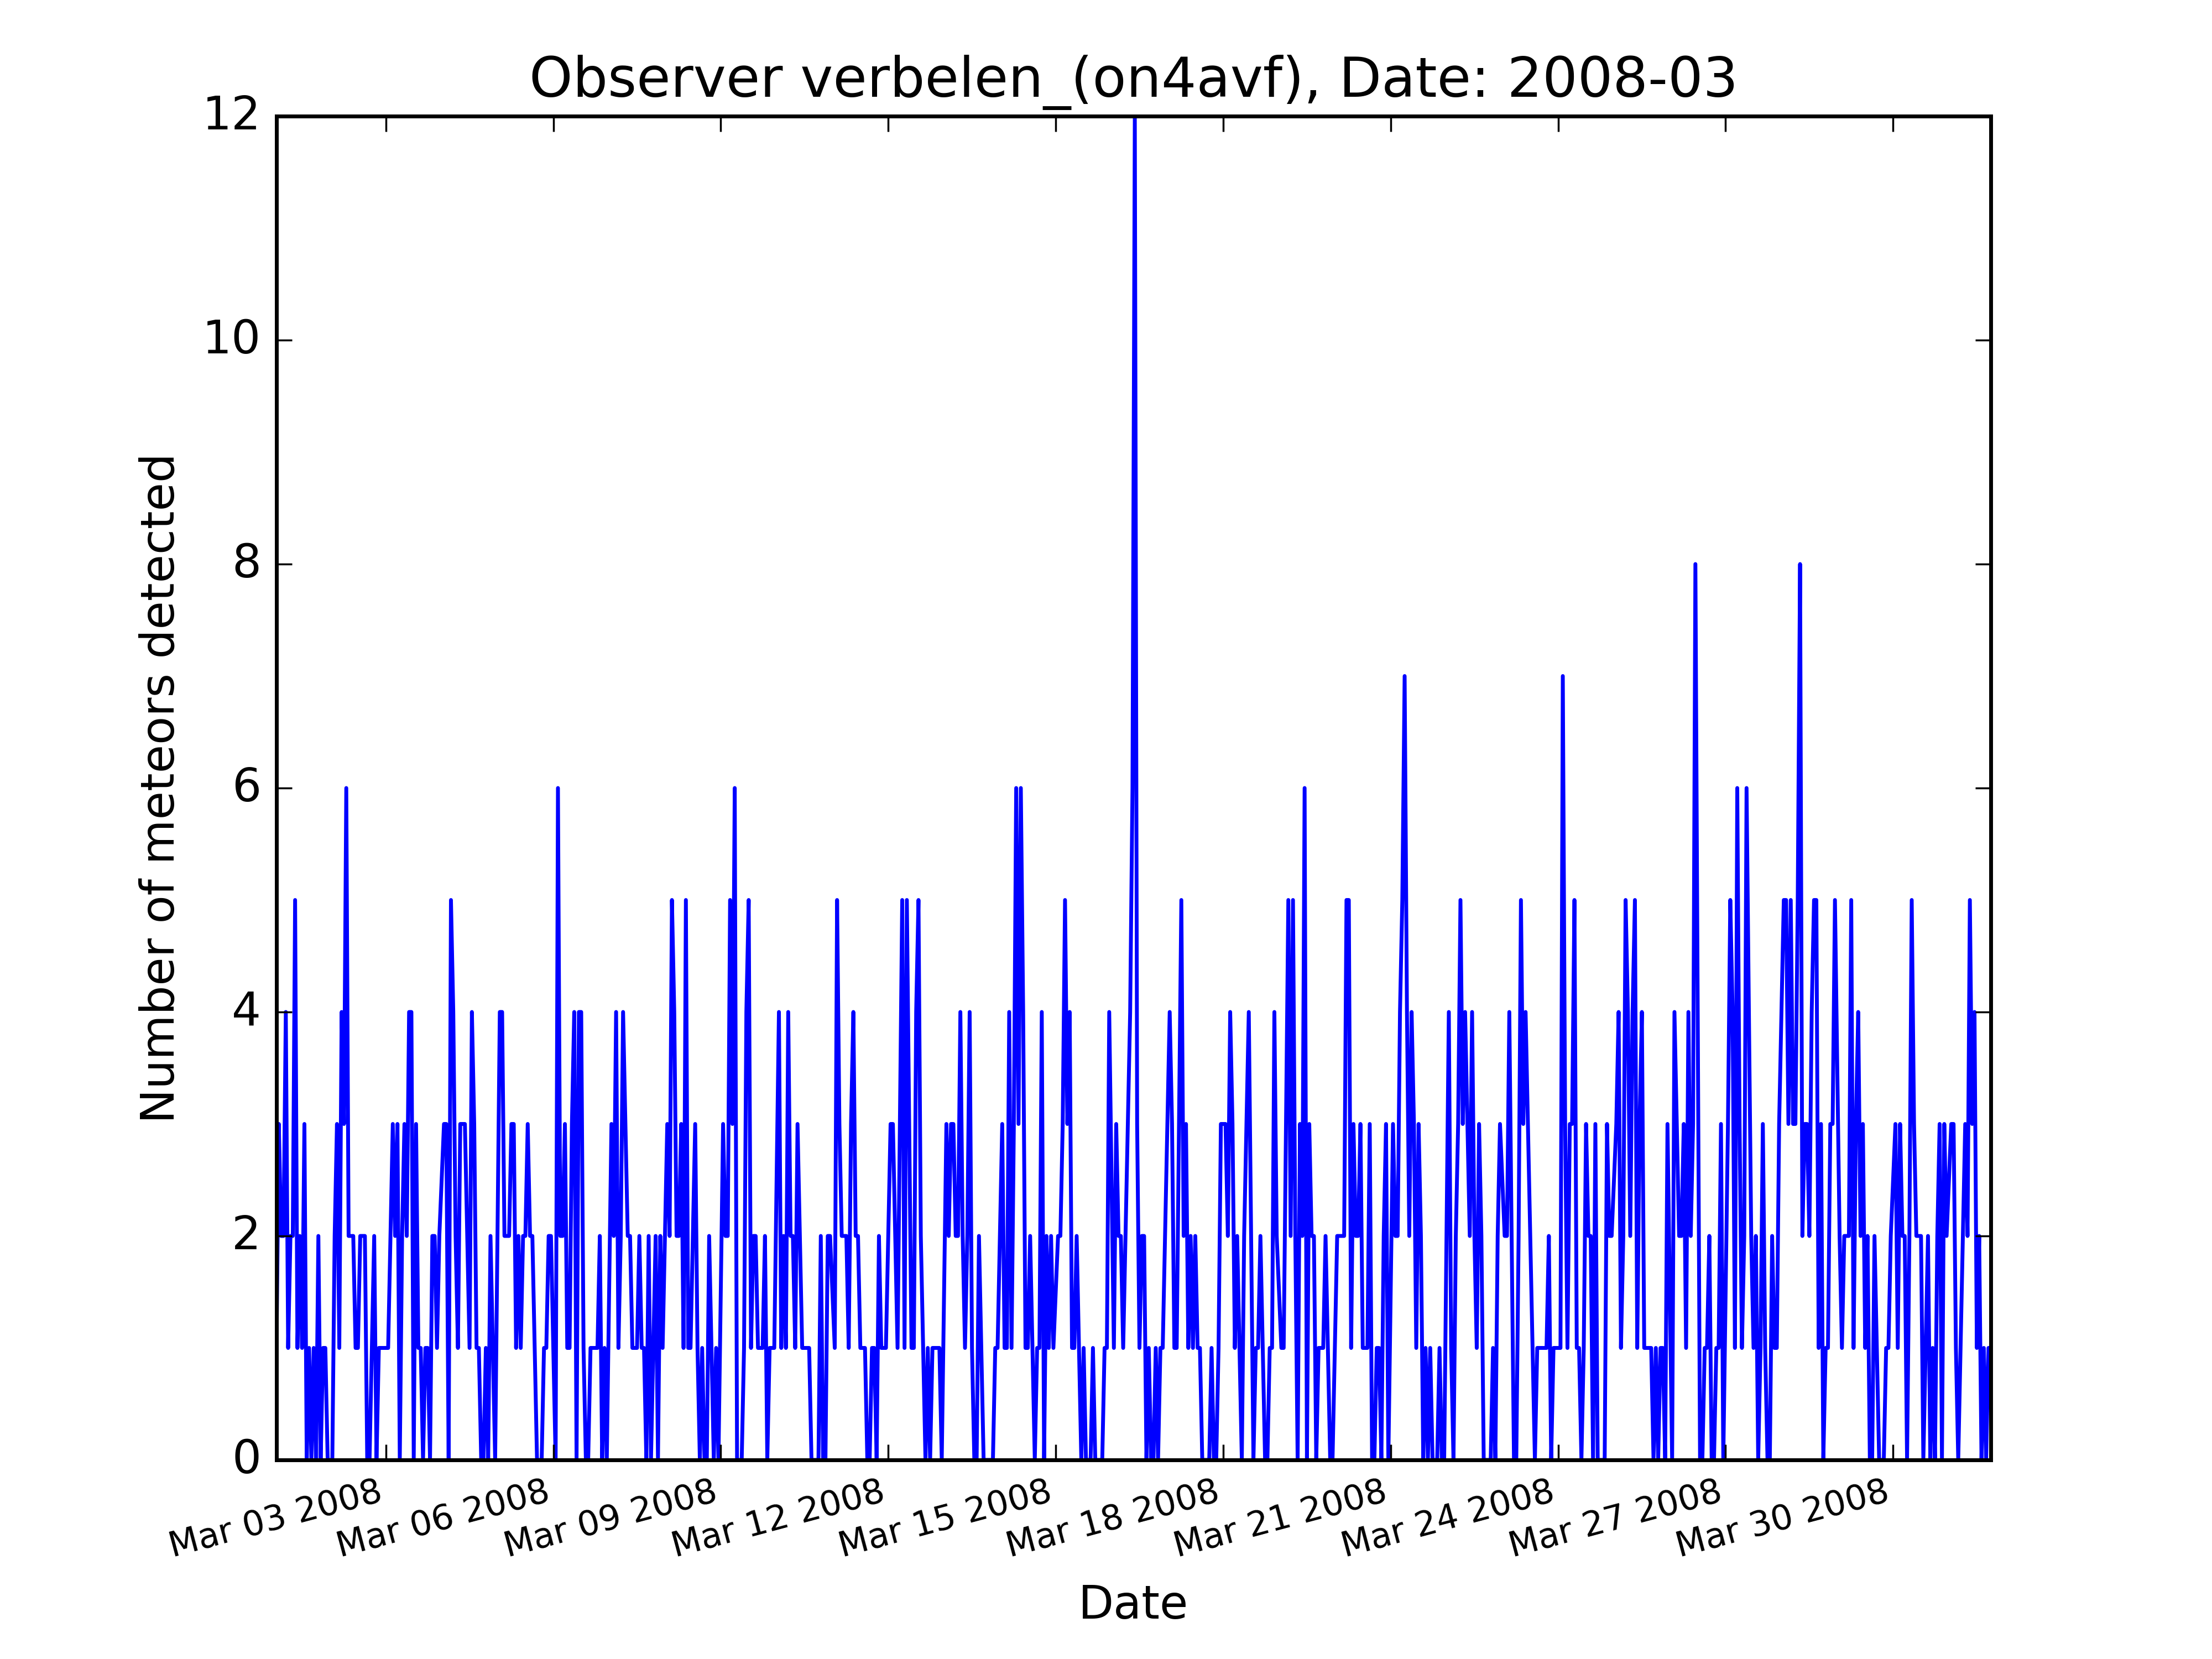 Observer verbelen_(on4avf), Date: 2008-03
12
10
8
6
4
2
0
Number of meteors detected
Mar 03 2008
Mar 06 2008
Mar 09 2008
Mar 12 2008
Mar 15 2008
Mar 18 2008
Mar 21 2008
Mar 24 2008
Mar 27 2008
Mar 30 2008
Date